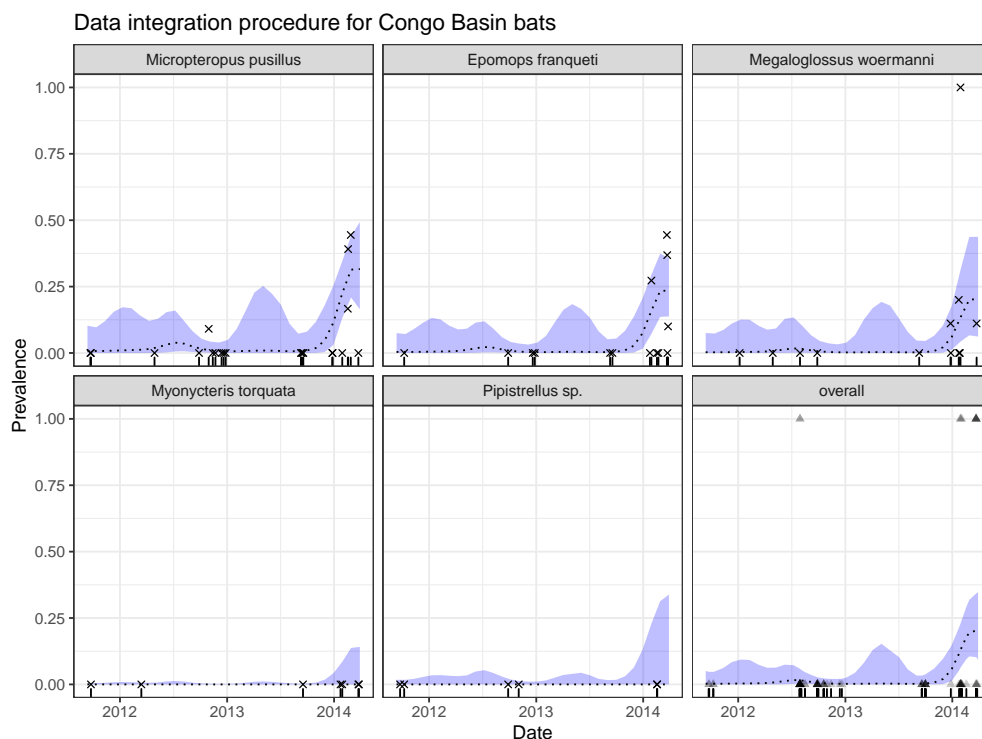 Data integration procedure for Congo Basin bats
Micropteropus pusillus
Epomops franqueti
Megaloglossus woermanni
1.00
0.75
0.50
0.25
0.00
Prevalence
Myonycteris torquata
Pipistrellus sp.
overall
1.00
0.75
0.50
0.25
0.00
2012 2013 2014
2012 2013 2014
2012 2013 2014
Date